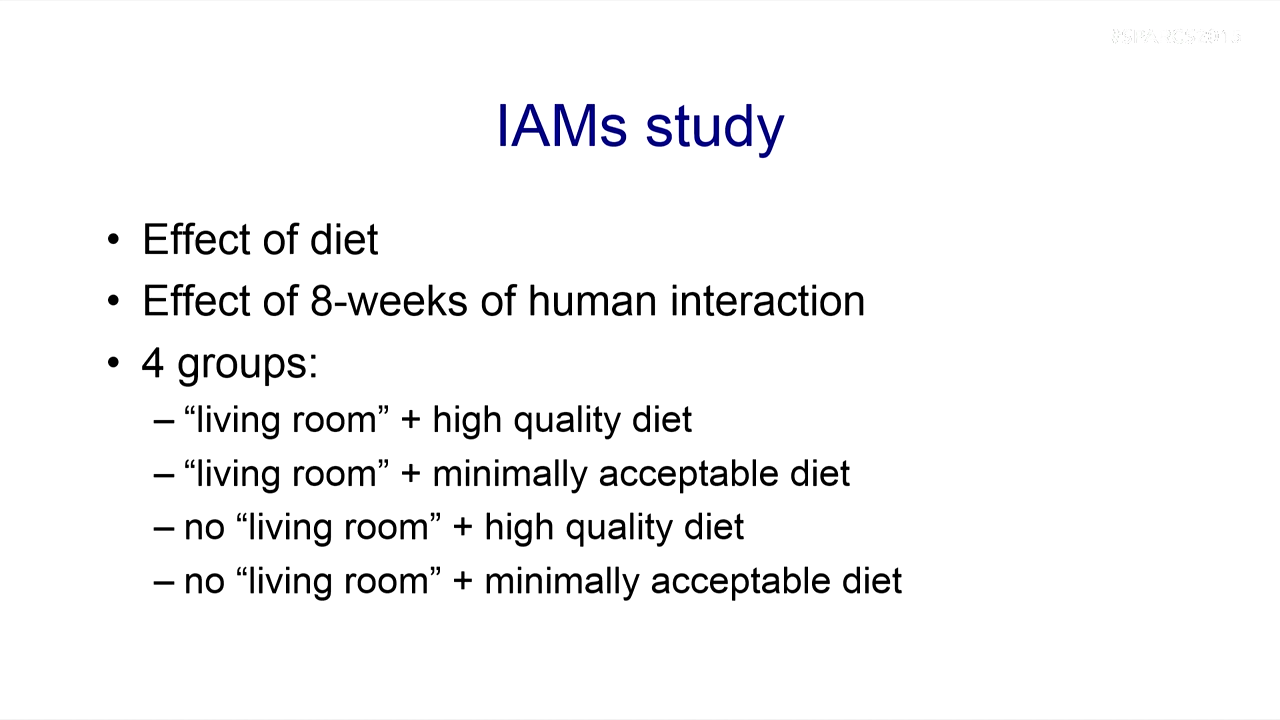 IAMs study
• Effect of diet
• Effect of 8-weeks of human interaction
• 4 groups:
– “living room” + high quality diet
– “living room” + minimally acceptable diet
– no “living room” + high quality diet
– no “living room” + minimally acceptable diet